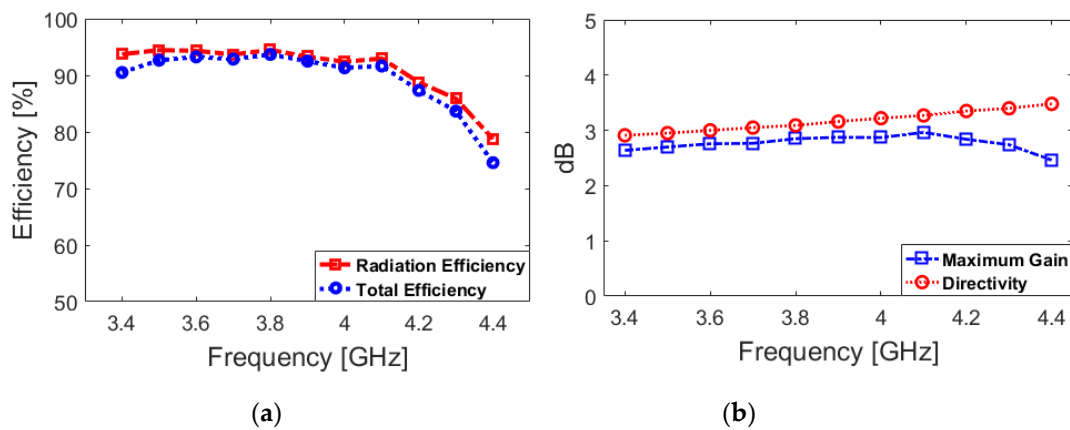 100
90
80
70
60
50
Efficiency [%]
Radiation Efficiency
Total Efficiency
3.4 3.6 3.8 4 4.2 4.4
Frequency [GHz]
(a)
5
4
3
2
1
0
dB
Maximum Gain
Directivity
3.4 3.6 3.8 4 4.2 4.4
Frequency [GHz]
(b)